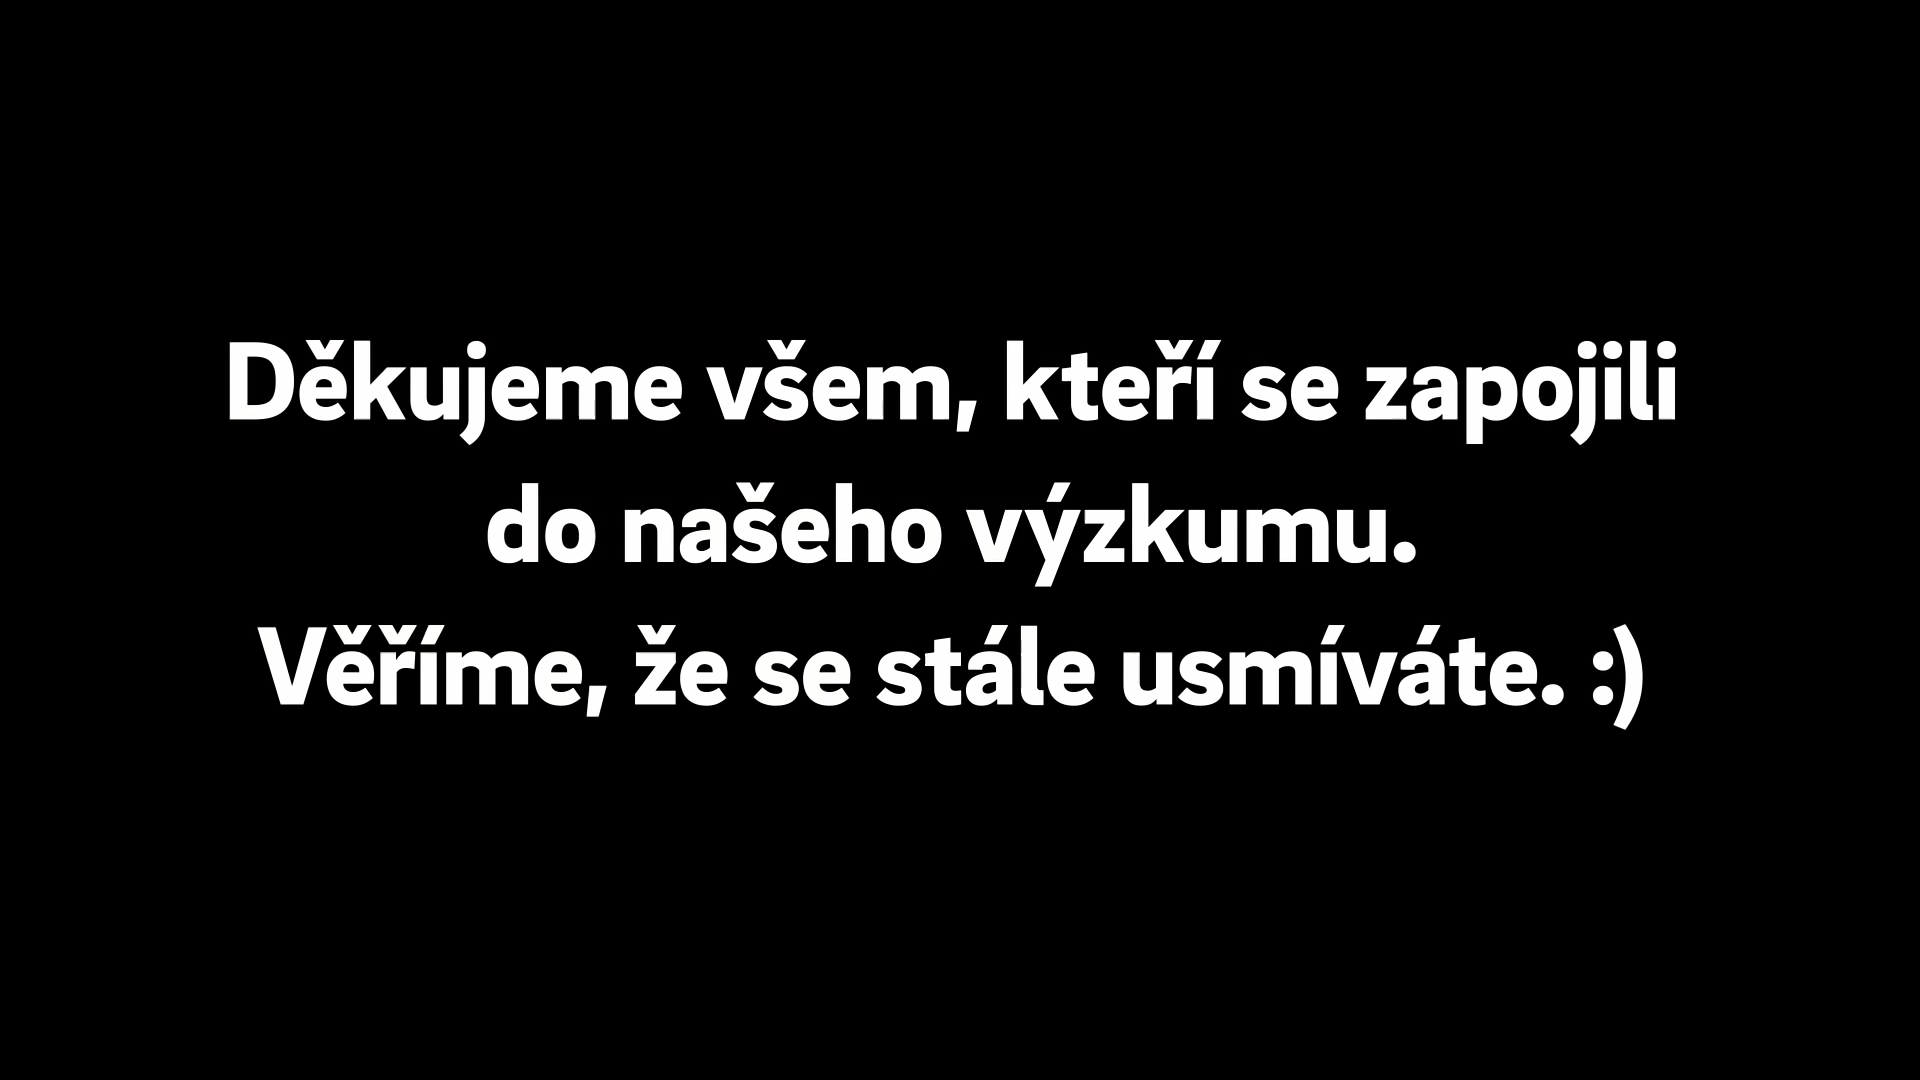 Děkujeme všem, kteří se zapojili
do našeho výzkumu.
Věříme, že se stále usmíváte. :)